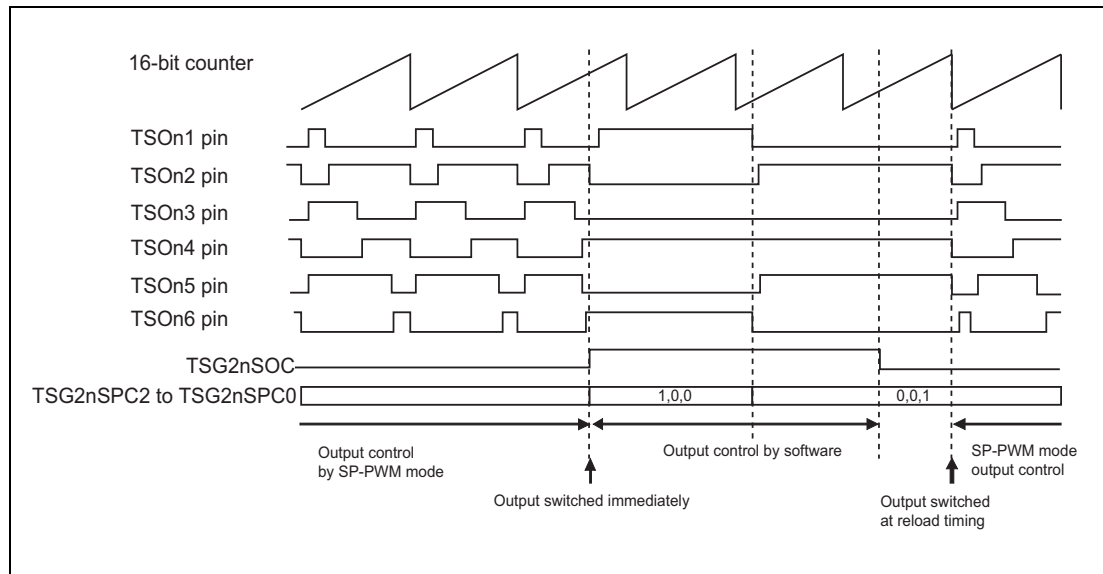 16-bit counter
TSOn1 pin
TSOn2 pin
TSOn3 pin
TSOn4 pin
TSOn5 pin
TSOn6 pin
TSG2nSOC
TSG2nSPC2 to TSG2nSPC0
1,0,0
0,0,1
Output control
by SP-PWM mode
Output control by software
SP-PWM mode
output control
Output switched immediately
Output switched
at reload timing